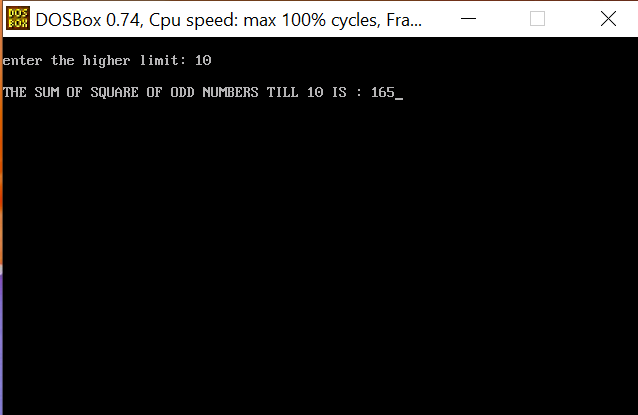 DOS
BOX
DOSBox 0.74, Cpu speed: max 100% cycles, Fra...
enter the higher limit: 10
THE SUM OF SQUARE OF ODD NUMBERS TILL 10 IS : 165_